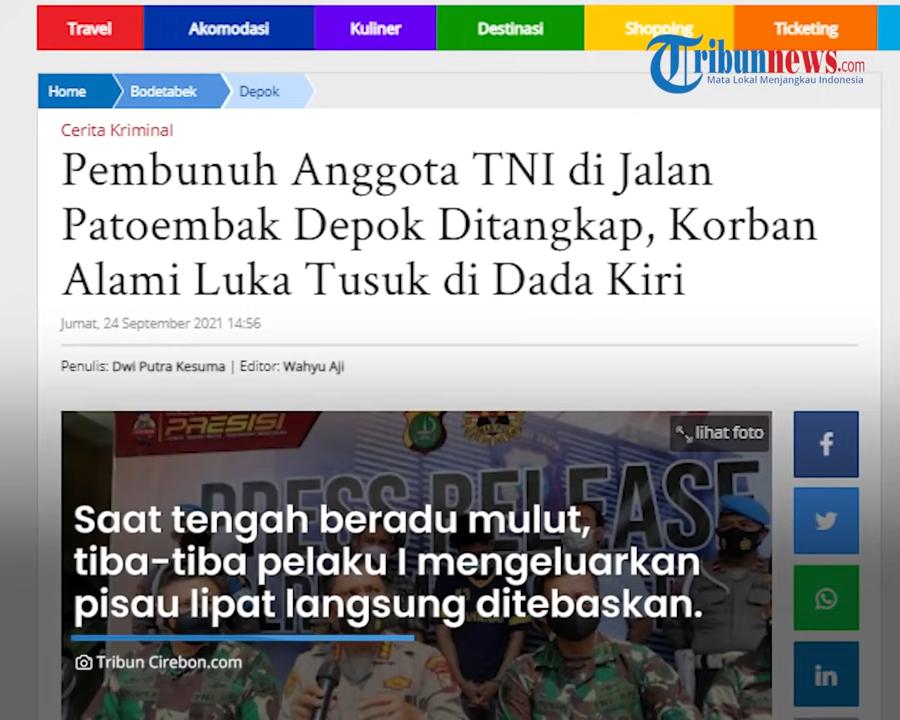 Travel
Akomodasi
Kuliner
Destinasi
Shopping
Ticketing
Tribunnews.com
Mata Lokal Menjangkau Indonesia
Home
Bodetabek
Depok
Cerita Kriminal
Pembunuh Anggota TNI di Jalan
Patoembak Depok Ditangkap, Korban
Alami Luka Tusuk di Dada Kiri
Jumat, 24 September 2021 14:56
Penulis: Dwi Putra Kesuma | Editor: Wahyu Aji
PRESISI
lihat foto
PRESS RELEASE
Saat tengah beradu mulut,
tiba-tiba pelaku I mengeluarkan
pisau lipat langsung ditebaskan.
Tribun Cirebon.com